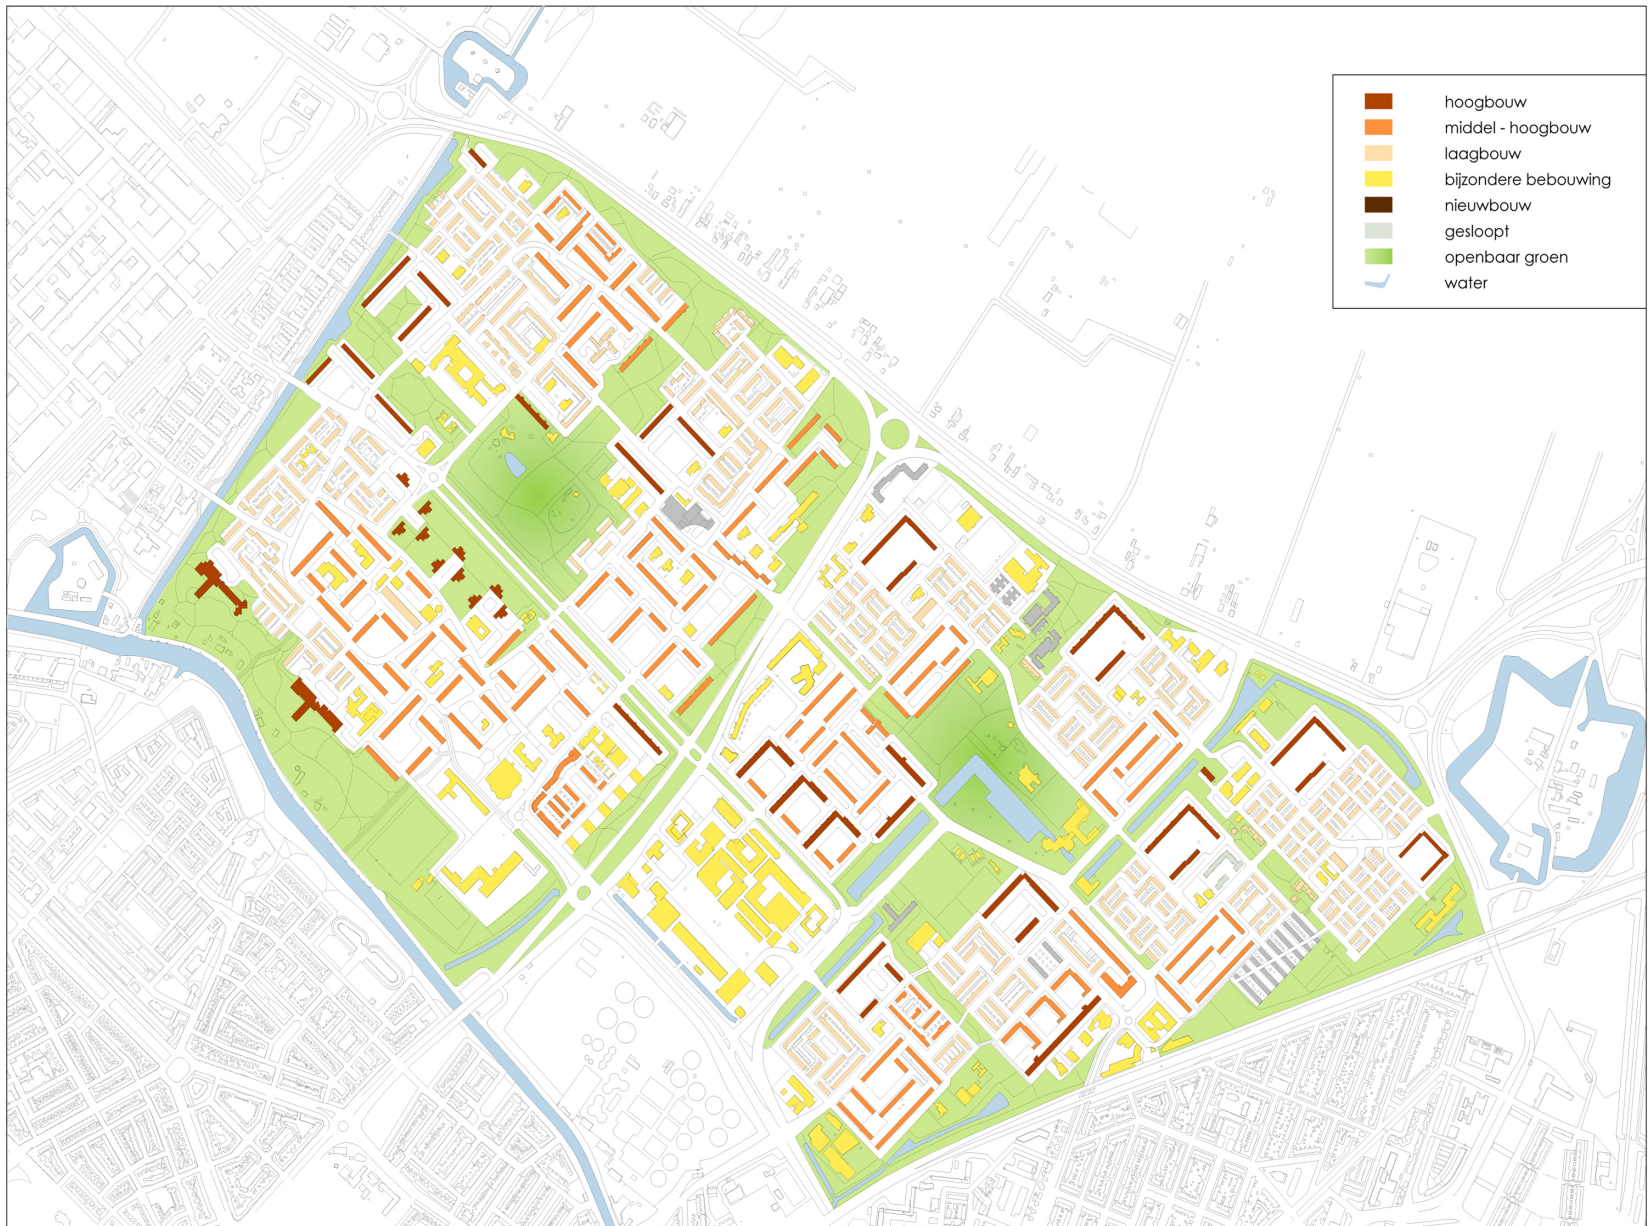 hoogbouw
middel - hoogbouw
laagbouw
bijzondere bebouwing
nieuwbouw
gesloopt
openbaar groen
water